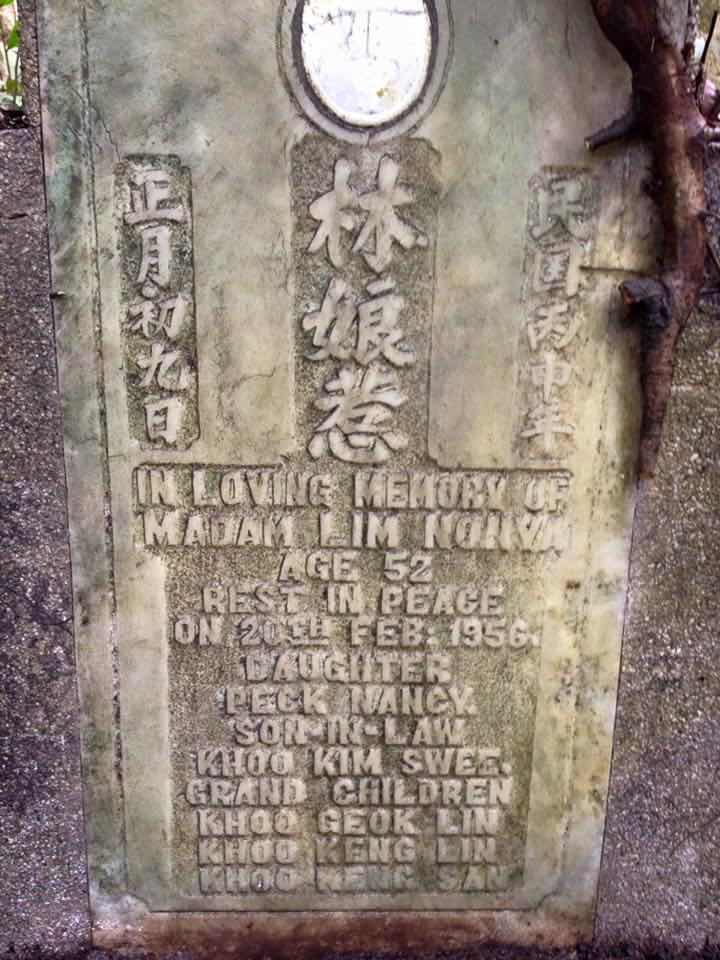 民国丙申年
林娘惹
正月初九日
IN LOVING MEMORY OF
MADAM LIM NONYA
AGE 52
REST IN PEACE
ON 20TH FEB: 1956.
DAUGHTER
PECK NANCY.
SON-IN-LAW
KHOO KIM SWEE.
GRAND CHILDREN
KHOO GEOK LIN
KHOO KENG LIN
KHOO MENG SAN